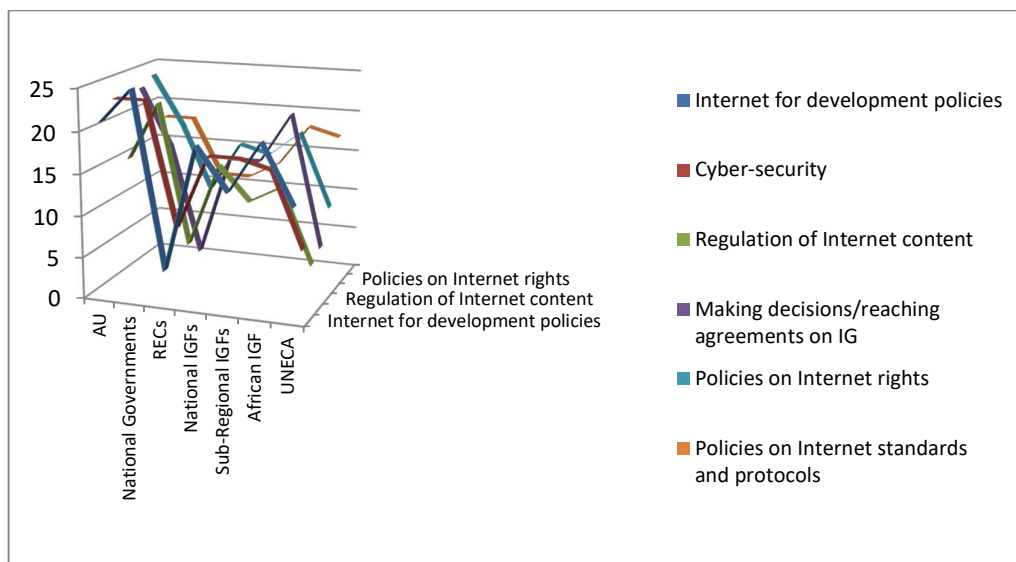 25
20
15
10
5
0
AU
National Governments
RECs
National IGFs
Sub-Regional IGFs
African IGF
UNECA
Policies on Internet rights
Regulation of Internet content
Internet for development policies
Internet for development policies
Cyber-security
Regulation of Internet content
Making decisions/reaching
agreements on IG
Policies on Internet rights
Policies on Internet standards
and protocols